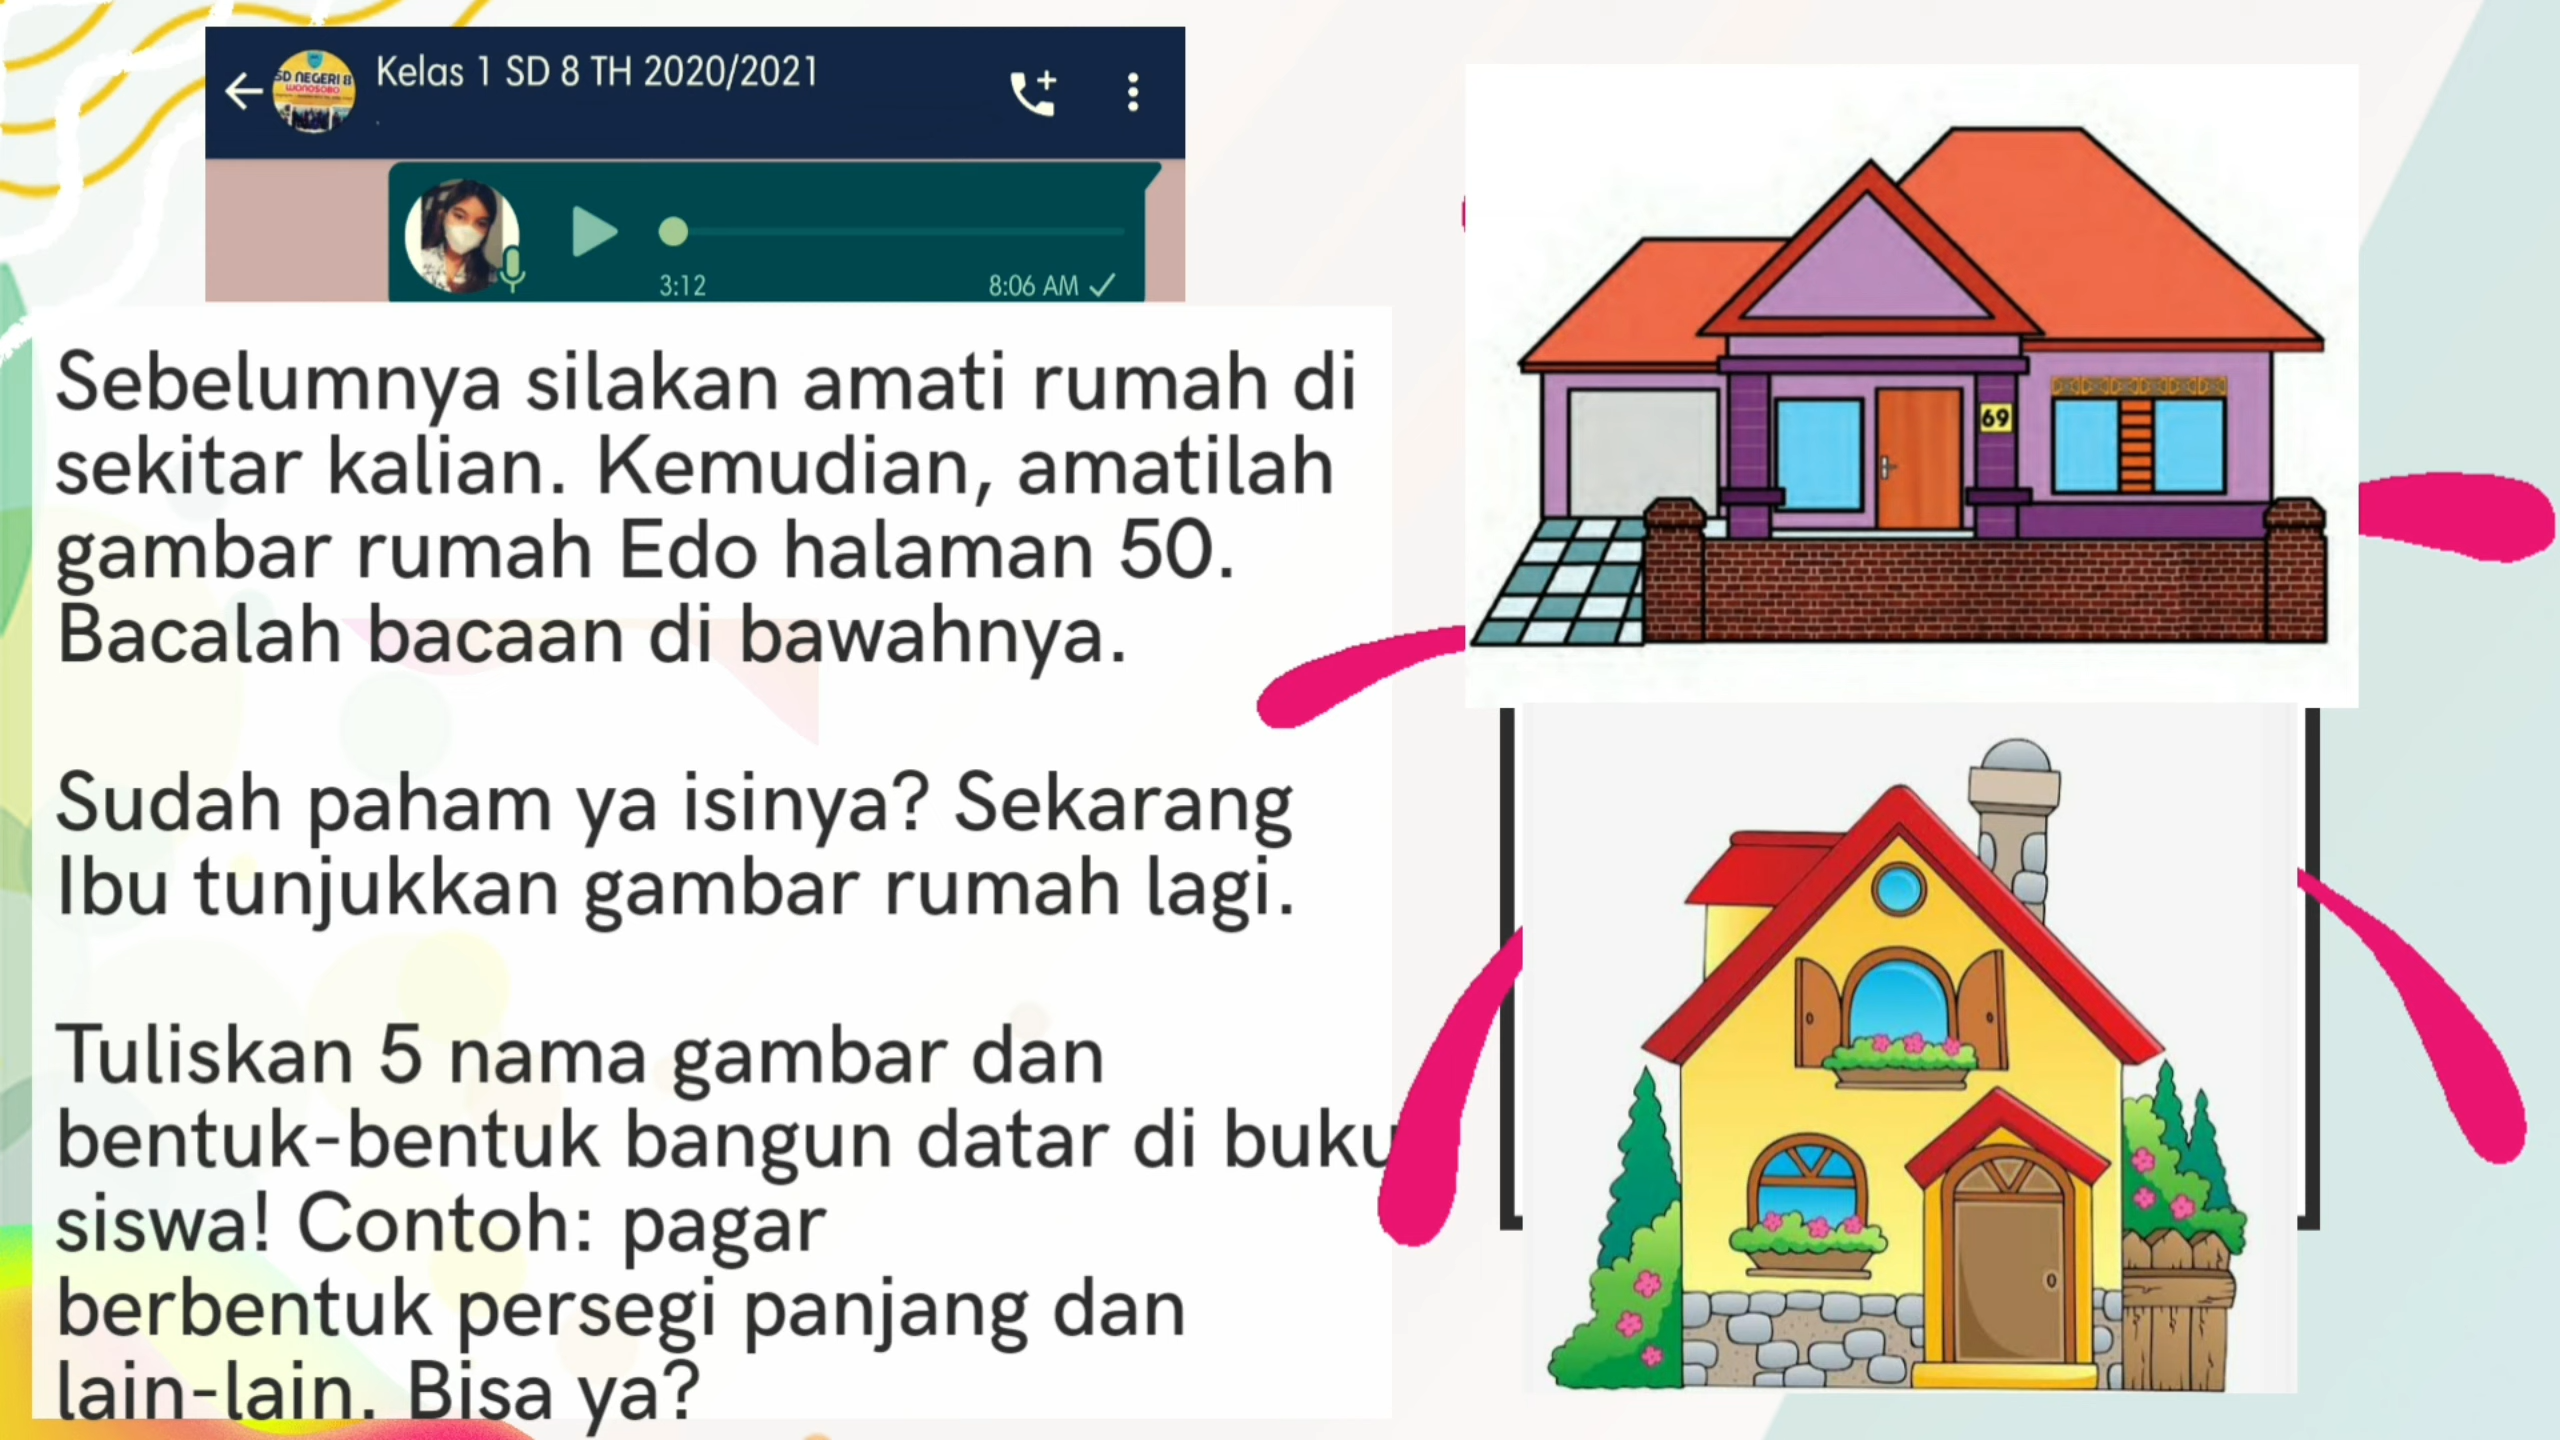 Kelas 1 SD 8 TH 2020/2021
SD NEGERI 8
WONOSOBO
3:12
8:06 AM
Sebelumnya silakan amati rumah di
sekitar kalian. Kemudian, amatilah
gambar rumah Edo halaman 50.
Bacalah bacaan di bawahnya.
Sudah paham ya isinya? Sekarang
Ibu tunjukkan gambar rumah lagi.
Tuliskan 5 nama gambar dan
bentuk-bentuk bangun datar di buku
siswa! Contoh: pagar
berbentuk persegi panjang dan
lain-lain. Bisa ya?
69